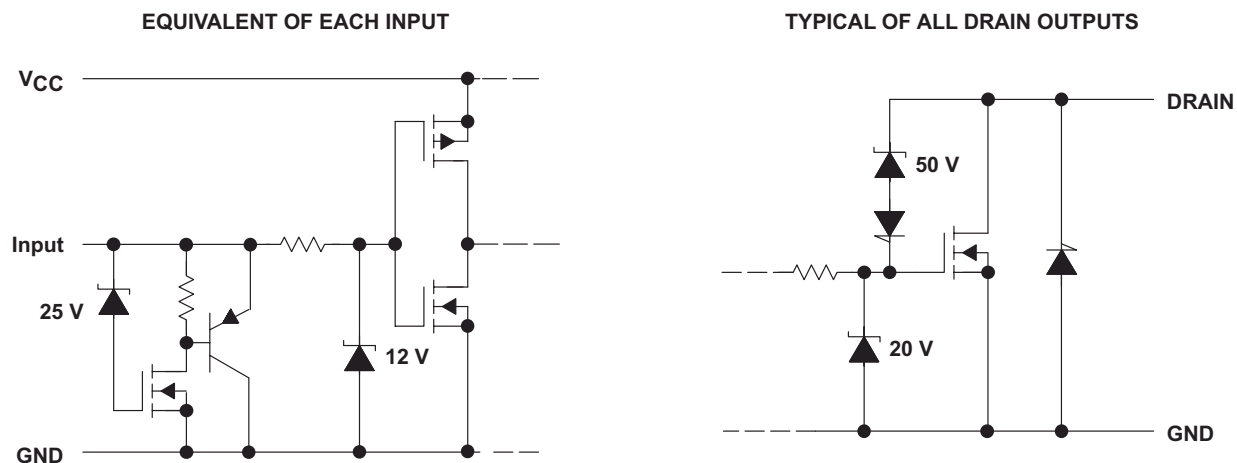 EQUIVALENT OF EACH INPUT
VCC
Input
25 V
12 V
GND
TYPICAL OF ALL DRAIN OUTPUTS
DRAIN
50 V
20 V
GND